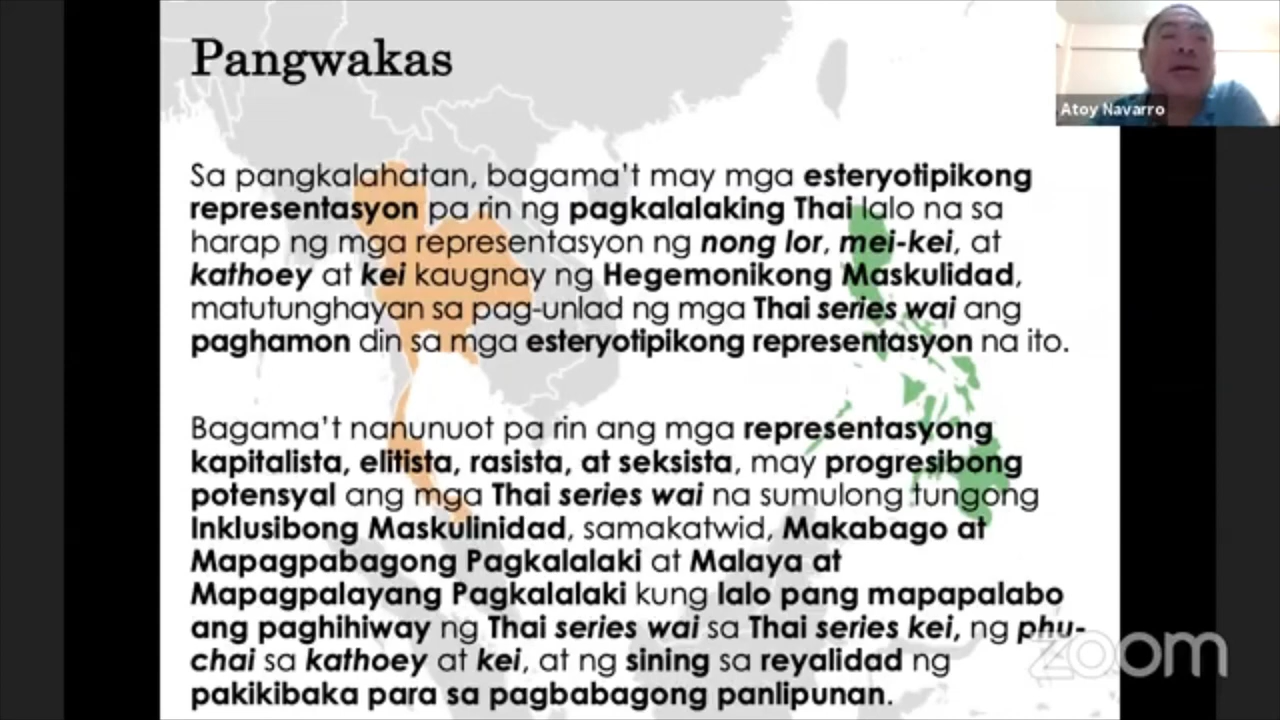 Pangwakas
Atoy Navarro
Sa pangkalahatan, bagama't may mga esteryotipikong
representasyon pa rin ng pagkalalaking Thai lalo na sa
harap ng mga representasyon ng nong lor, mei-kei, at
kathoey at kei kaugnay ng Hegemonikong Maskulidad,
matutunghayan sa pag-unlad ng mga Thai series wai ang
paghamon din sa mga esteryotipikong representasyon na ito.
Bagama't nanunuot pa rin ang mga representasyong
kapitalista, elitista, rasista, at seksista, may progresibong
potensyal ang mga Thai series wai na sumulong tungong
Inklusibong Maskulinidad, samakatwid, Makabago at
Mapagpabagong Pagkalalaki at Malaya at
Mapagpalayang Pagkalalaki kung lalo pang mapapalabo
ang paghihiway ng Thai series wai sa Thai series kei, ng phu-
chai sa kathoey at kei, at ng sining sa reyalidad ng
pakikibaka para sa pagbabagong panlipunan.
zoom